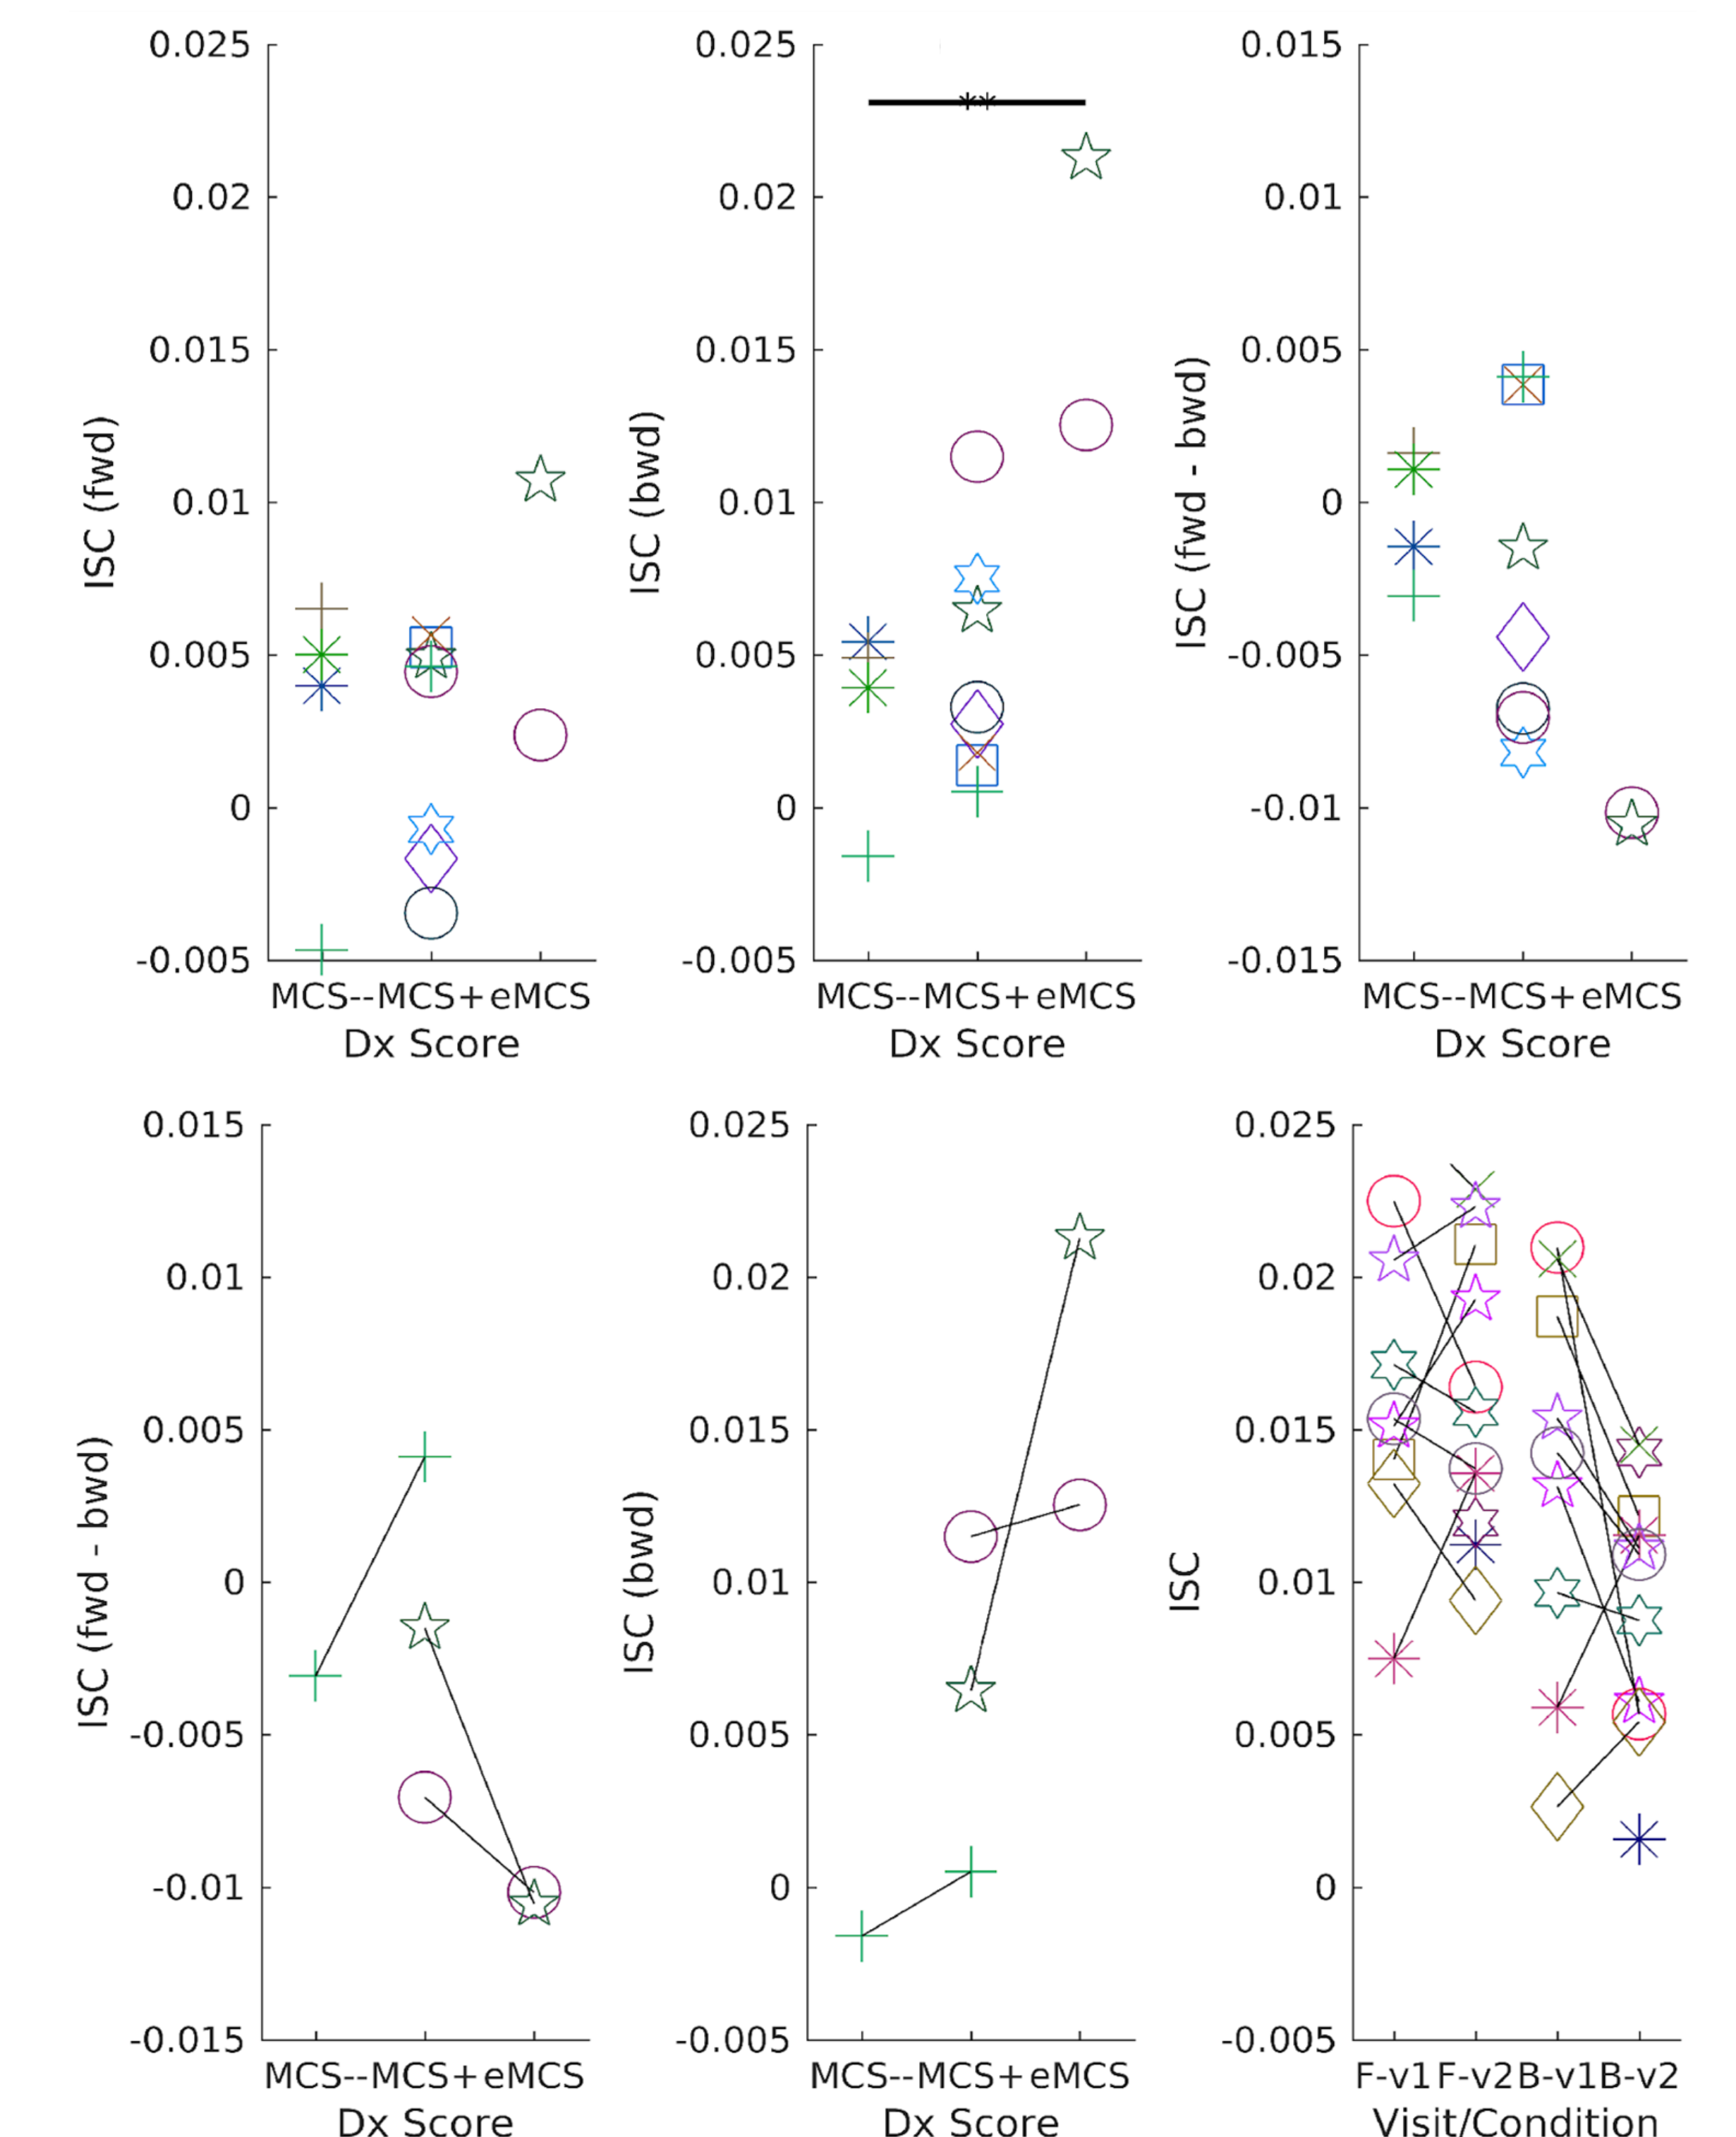 0.025
0.02
0.015
0.01
0.005
0
-0.005
ISC (fwd)
MCS--MCS+eMCS
Dx Score
0.025
0.02
0.015
0.01
0.005
0
-0.005
ISC (bwd)
**
MCS--MCS+eMCS
Dx Score
0.015
0.01
0.005
0
-0.005
-0.01
-0.015
ISC (fwd - bwd)
MCS--MCS+eMCS
Dx Score
0.015
0.01
0.005
0
-0.005
-0.01
-0.015
ISC (fwd - bwd)
MCS--MCS+eMCS
Dx Score
0.025
0.02
0.015
0.01
0.005
0
-0.005
ISC (bwd)
MCS--MCS+eMCS
Dx Score
0.025
0.02
0.015
0.01
0.005
0
-0.005
ISC
F-v1F-v2B-v1B-v2
Visit/Condition